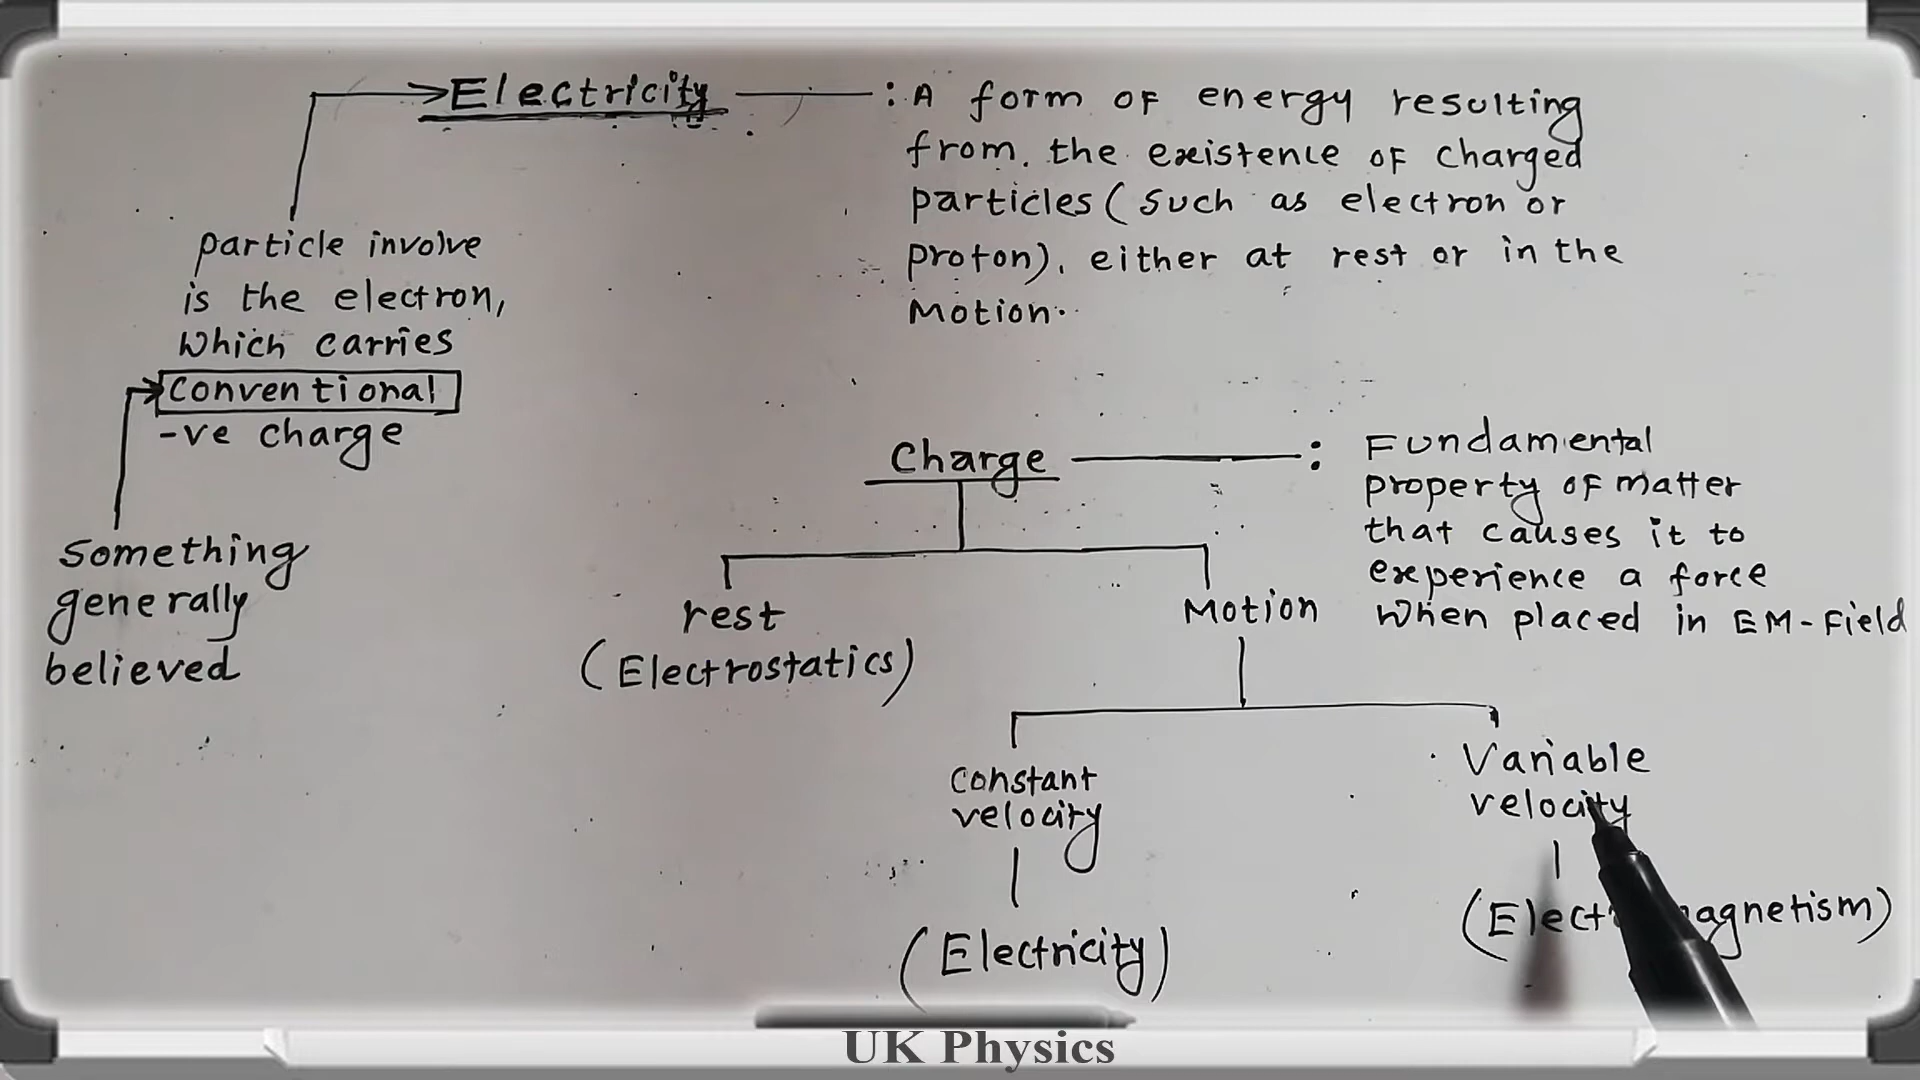 Electricity : A form of energy resulting
from the existence of charged
particles (such as electron or
proton), either at rest or in the
Motion.
particle involve
is the electron,
which carries
conventional
-ve charge
something
generally
believed
Charge : Fundamental
property of matter
that causes it to
experience a force
when placed in EM-Field
rest
(Electrostatics)
Motion
constant
velocity
(Electricity)
Variable
velocity
UK Physics